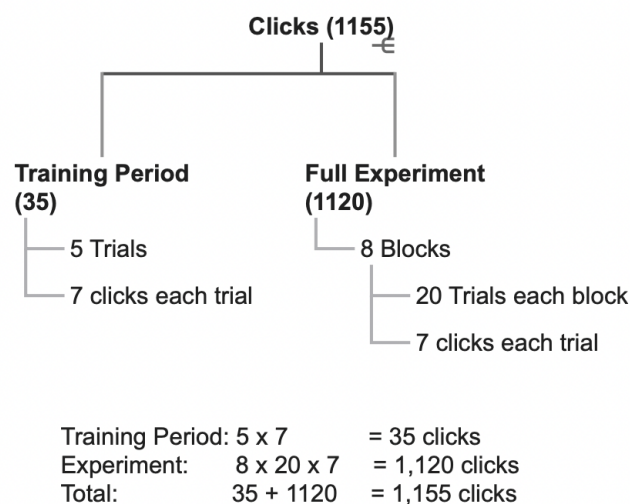 Clicks (1155)
Training Period
(35)
5 Trials
7 clicks each trial
Full Experiment
(1120)
8 Blocks
20 Trials each block
7 clicks each trial
Training Period: 5 x 7 = 35 clicks
Experiment: 8 x 20 x 7 = 1,120 clicks
Total: 35 + 1120 = 1,155 clicks